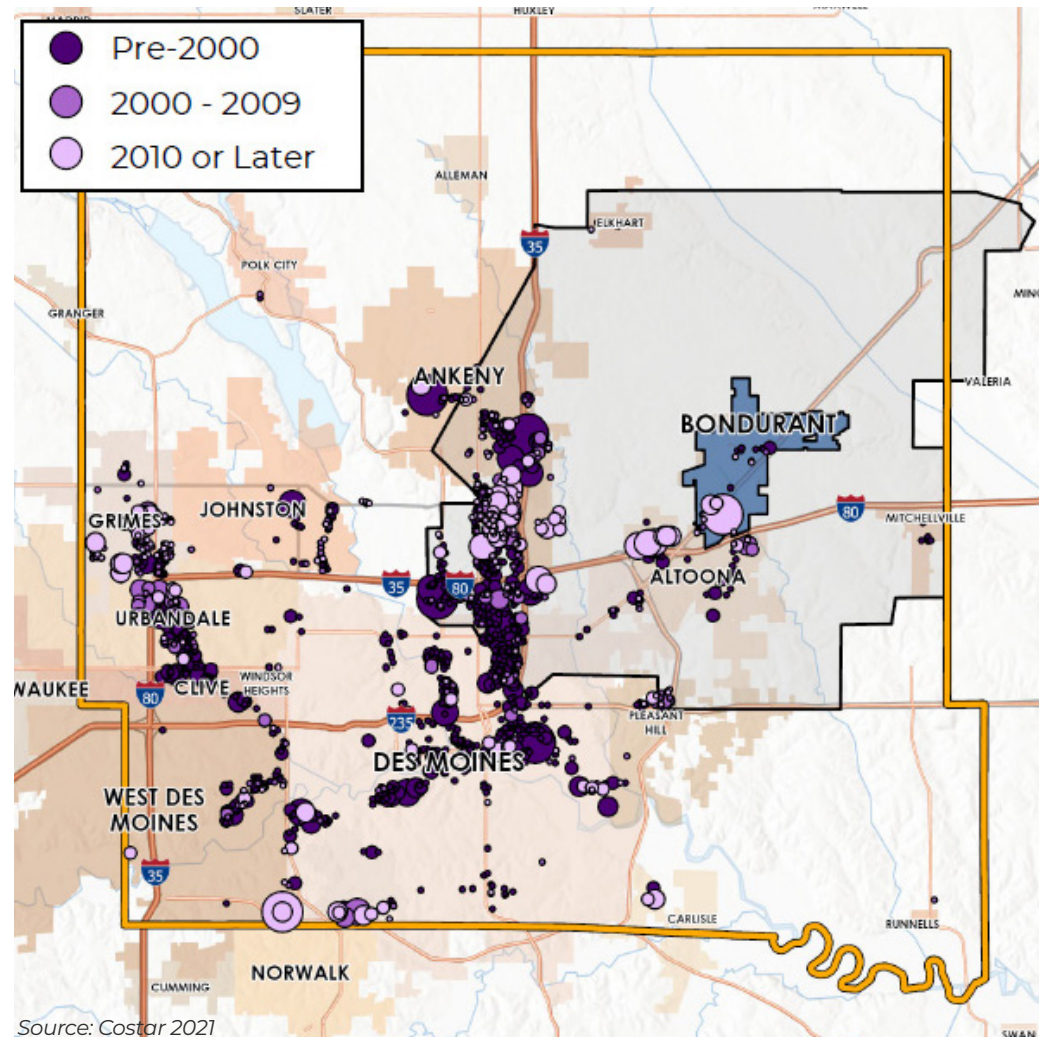 SLATER
HUXLEY
Pre-2000
2000 - 2009
2010 or Later
ALLEMAN
ELKHART
35
POLK CITY
GRANGER
MING
ANKENY
VALERIA
BONDURANT
GRIMES
JOHNSTON
80
MITCHELLVILLE
35
80
ALTOONA
URBANDALE
WAUKEE
CLIVE
WINDSOR
HEIGHTS
80
235
PLEASANT
HILL
DES MOINES
WEST DES
MOINES
35
CARLISLE
RUNNELLS
NORWALK
CUMMING
Source: Costar 2021
SWAN